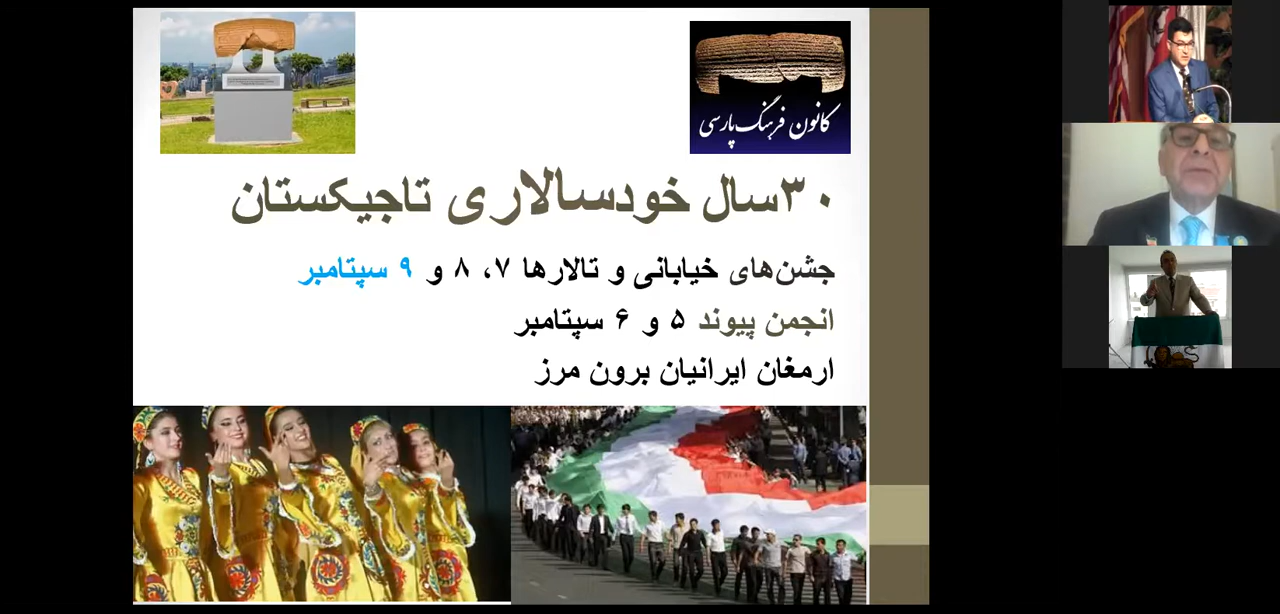 کانون فرهنگ پارسی
۳۰سال خودسالاری تاجیکستان
جشن‌های خیابانی و تالارها ۷، ۸ و ۹ سپتامبر
انجمن پیوند ۵ و ۶ سپتامبر
ارمغان ایرانیان برون مرز